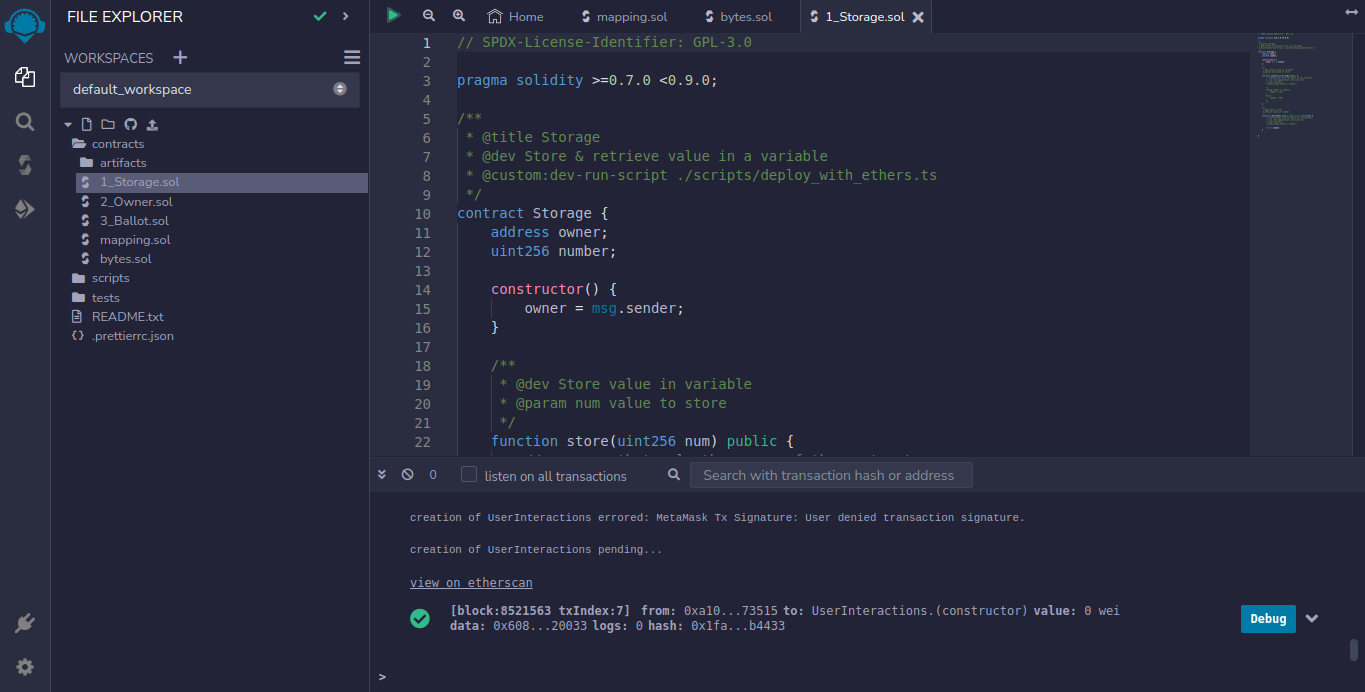 FILE EXPLORER
WORKSPACES
default_workspace
contracts
artifacts
1_Storage.sol
2_Owner.sol
3_Ballot.sol
mapping.sol
bytes.sol
scripts
tests
README.txt
.prettierrc.json
Home mapping.sol bytes.sol 1_Storage.sol
1 // SPDX-License-Identifier: GPL-3.0
2
3 pragma solidity >=0.7.0 <0.9.0;
4
5 /**
6 * @title Storage
7 * @dev Store & retrieve value in a variable
8 * @custom:dev-run-script ./scripts/deploy_with_ethers.ts
9 */
10 contract Storage {
11 address owner;
12 uint256 number;
13
14 constructor() {
15 owner = msg.sender;
16 }
17
18 /**
19 * @dev Store value in variable
20 * @param num value to store
21 */
22 function store(uint256 num) public {
0 listen on all transactions Search with transaction hash or address
creation of UserInteractions errored: MetaMask Tx Signature: User denied transaction signature.
creation of UserInteractions pending...
view on etherscan
[block:8521563 txIndex:7] from: 0xa10...73515 to: UserInteractions.(constructor) value: 0 wei
data: 0x608...20033 logs: 0 hash: 0x1fa...b4433
Debug
>